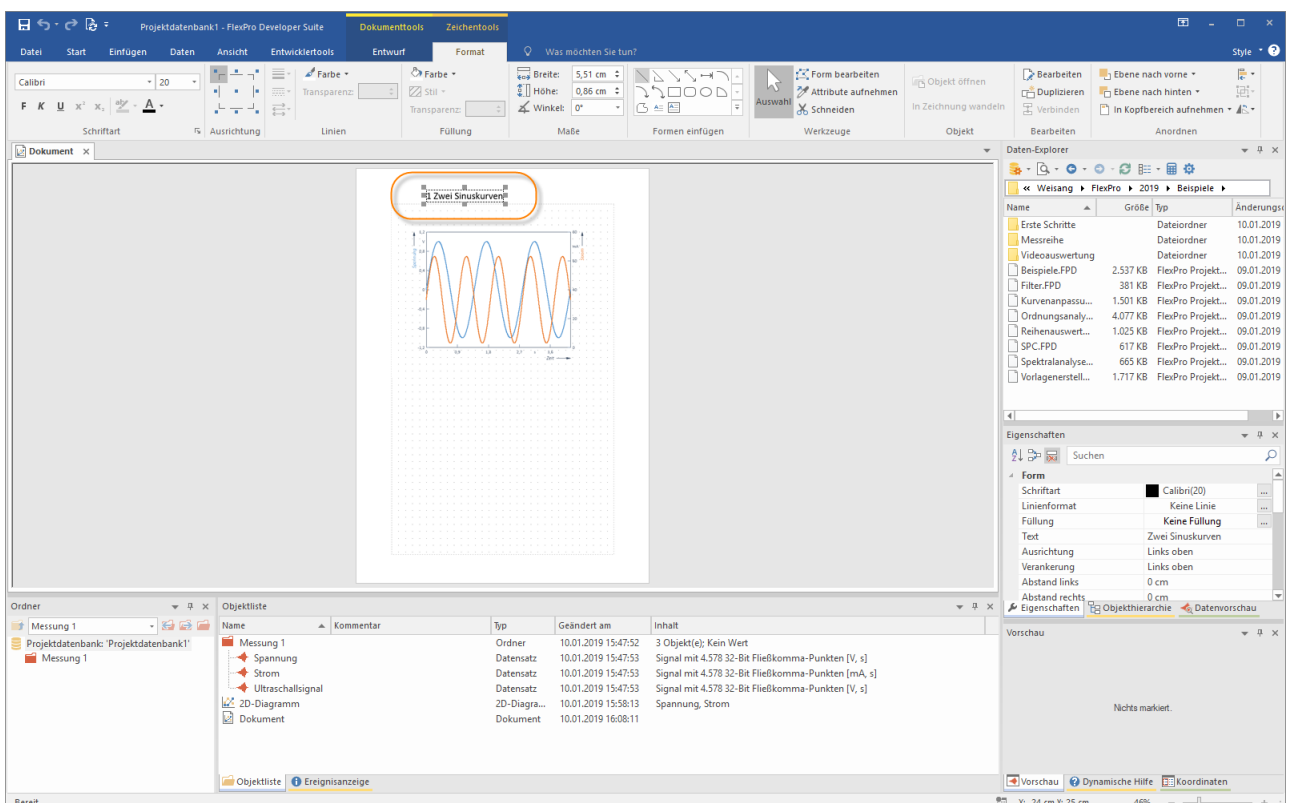 Projektdatenbank1 - FlexPro Developer Suite Dokumenttools Zeichentools
Datei Start Einfügen Daten Ansicht Entwicklertools Entwurf Format Was möchten Sie tun? Style
Calibri 20 Farbe Farbe Breite: 5,51 cm Form bearbeiten Objekt öffnen Bearbeiten Ebene nach vorne
Transparenz: Stil Höhe: 0,86 cm Auswahl Attribute aufnehmen Duplizieren Ebene nach hinten
F K U x² x₂ ab A Transparenz: Winkel: 0° Schneiden In Zeichnung wandeln Verbinden In Kopfbereich aufnehmen
Schriftart Ausrichtung Linien Füllung Maße Formen einfügen Werkzeuge Objekt Bearbeiten Anordnen
Dokument
1 Zwei Sinuskurven
Daten-Explorer
« Weisang FlexPro 2019 Beispiele
Name Größe Typ Änderungsd
Erste Schritte Dateiordner 10.01.2019
Messreihe Dateiordner 10.01.2019
Videoauswertung Dateiordner 10.01.2019
Beispiele.FPD 2.537 KB FlexPro Projekt... 09.01.2019
Filter.FPD 381 KB FlexPro Projekt... 09.01.2019
Kurvenanpassu... 1.501 KB FlexPro Projekt... 09.01.2019
Ordnungsanaly... 4.077 KB FlexPro Projekt... 09.01.2019
Reihenauswert... 1.025 KB FlexPro Projekt... 09.01.2019
SPC.FPD 617 KB FlexPro Projekt... 09.01.2019
Spektralanalyse... 665 KB FlexPro Projekt... 09.01.2019
Vorlagenerstell... 1.717 KB FlexPro Projekt... 09.01.2019
Eigenschaften
Suchen
Form
Schriftart Calibri(20)
Linienformat Keine Linie
Füllung Keine Füllung
Text Zwei Sinuskurven
Ausrichtung Links oben
Verankerung Links oben
Abstand links 0 cm
Abstand rechts 0 cm
Eigenschaften Objekthierarchie Datenvorschau
Ordner
Messung 1
Projektdatenbank: 'Projektdatenbank1'
Messung 1
Objektliste
Name Kommentar Typ Geändert am Inhalt
Messung 1 Ordner 10.01.2019 15:47:52 3 Objekt(e); Kein Wert
Spannung Datensatz 10.01.2019 15:47:53 Signal mit 4.578 32-Bit Fließkomma-Punkten [V, s]
Strom Datensatz 10.01.2019 15:47:53 Signal mit 4.578 32-Bit Fließkomma-Punkten [mA, s]
Ultraschallsignal Datensatz 10.01.2019 15:47:53 Signal mit 4.578 32-Bit Fließkomma-Punkten [V, s]
2D-Diagramm 2D-Diagra... 10.01.2019 15:58:13 Spannung, Strom
Dokument Dokument 10.01.2019 16:08:11
Objektliste Ereignisanzeige
Vorschau
Nichts markiert.
Vorschau Dynamische Hilfe Koordinaten
Bereit X: 24 cm Y: 25 cm 46%